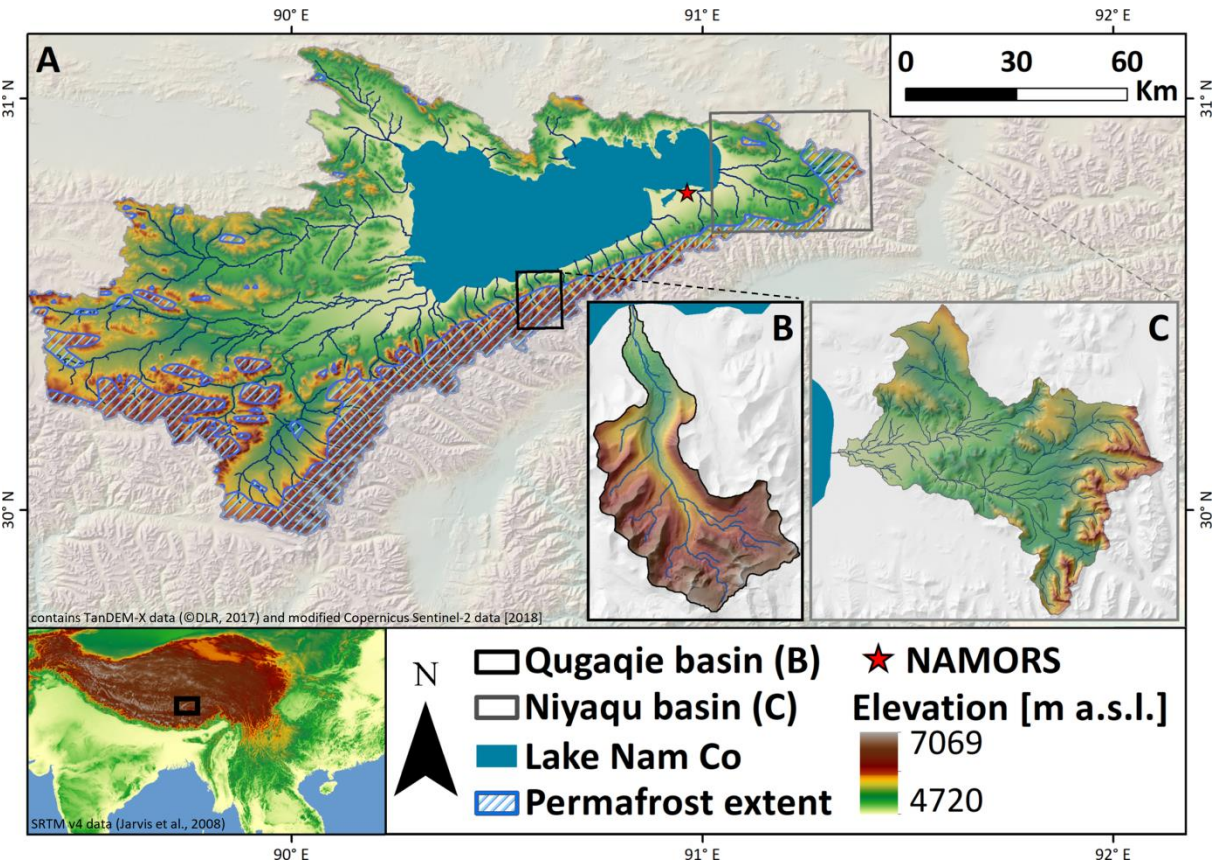 90° E 91° E 92° E
A
0 30 60
Km
31° N 31° N
B
C
30° N 30° N
contains TanDEM-X data (©DLR, 2017) and modified Copernicus Sentinel-2 data [2018]
SRTM v4 data (Jarvis et al., 2008)
N
Qugaqie basin (B)
Niyaqu basin (C)
Lake Nam Co
Permafrost extent
NAMORS
Elevation [m a.s.l.]
7069
4720
90° E 91° E 92° E